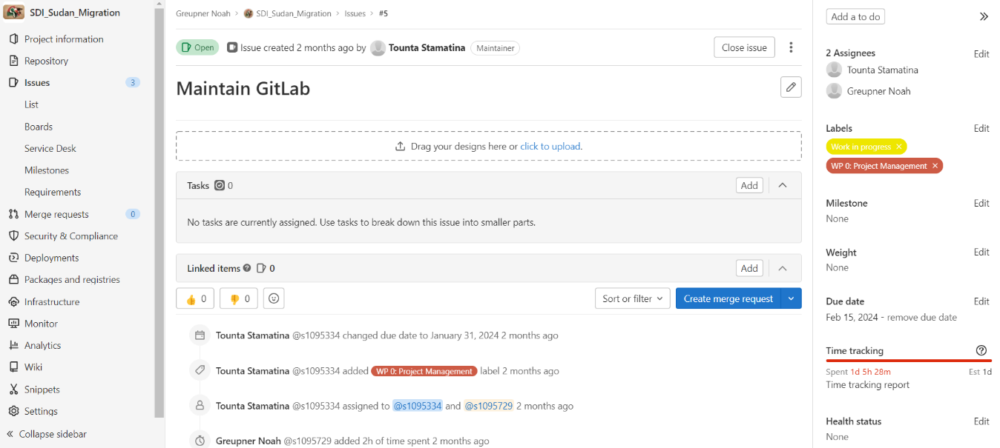 SDI_Sudan_Migration
Project information
Repository
Issues 3
List
Boards
Service Desk
Milestones
Requirements
Merge requests 0
Security & Compliance
Deployments
Packages and registries
Infrastructure
Monitor
Analytics
Wiki
Snippets
Settings
Collapse sidebar
Greupner Noah › SDI_Sudan_Migration › Issues › #5
Open Issue created 2 months ago by Tounta Stamatina Maintainer Close issue
Maintain GitLab
Drag your designs here or click to upload.
Tasks 0 Add
No tasks are currently assigned. Use tasks to break down this issue into smaller parts.
Linked items 0 Add
0 0 Sort or filter Create merge request
Tounta Stamatina @s1095334 changed due date to January 31, 2024 2 months ago
Tounta Stamatina @s1095334 added WP 0: Project Management label 2 months ago
Tounta Stamatina @s1095334 assigned to @s1095334 and @s1095729 2 months ago
Greupner Noah @s1095729 added 2h of time spent 2 months ago
Add a to do
2 Assignees Edit
Tounta Stamatina
Greupner Noah
Labels Edit
Work in progress ×
WP 0: Project Management ×
Milestone Edit
None
Weight Edit
None
Due date Edit
Feb 15, 2024 - remove due date
Time tracking
Spent 1d 5h 28m Est 1d
Time tracking report
Health status Edit
None